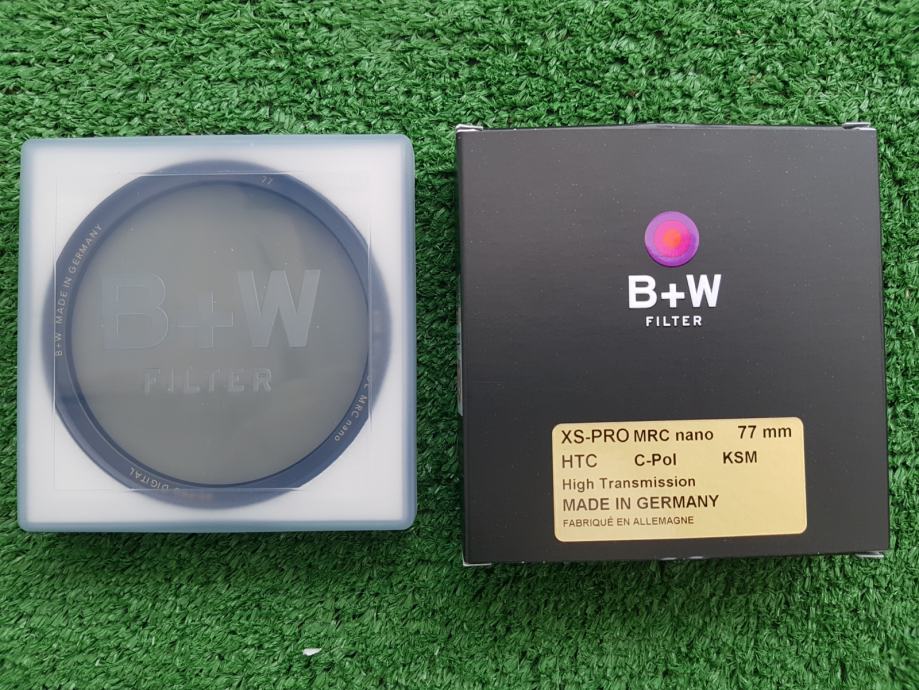 77
B+W MADE IN GERMANY
B+W
FILTER
MRC nano
DIGITAL
B+W
FILTER
XS-PRO MRC nano 77 mm
HTC C-Pol KSM
High Transmission
MADE IN GERMANY
FABRIQUÉ EN ALLEMAGNE